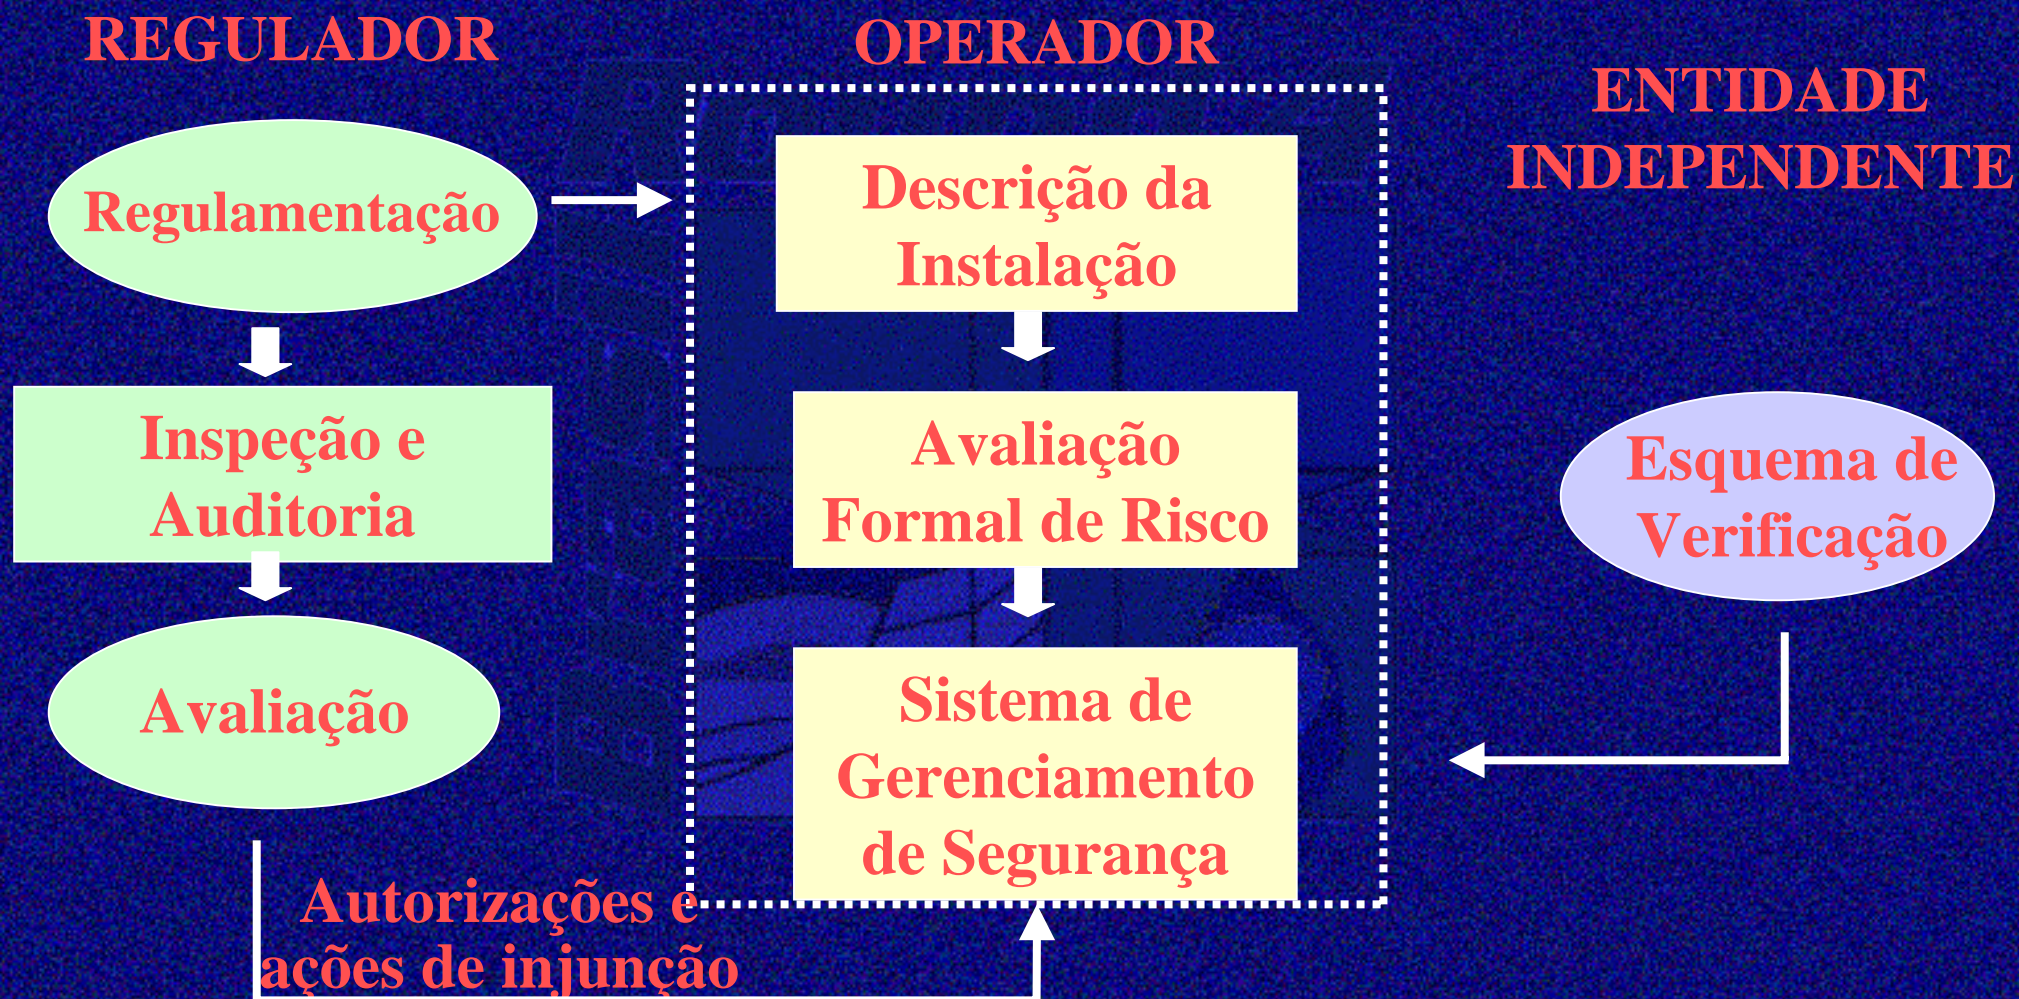 REGULADOR
Regulamentação
Inspeção e
Auditoria
Avaliação
Autorizações e
ações de injunção
OPERADOR
Descrição da
Instalação
Avaliação
Formal de Risco
Sistema de
Gerenciamento
de Segurança
ENTIDADE
INDEPENDENTE
Esquema de
Verificação